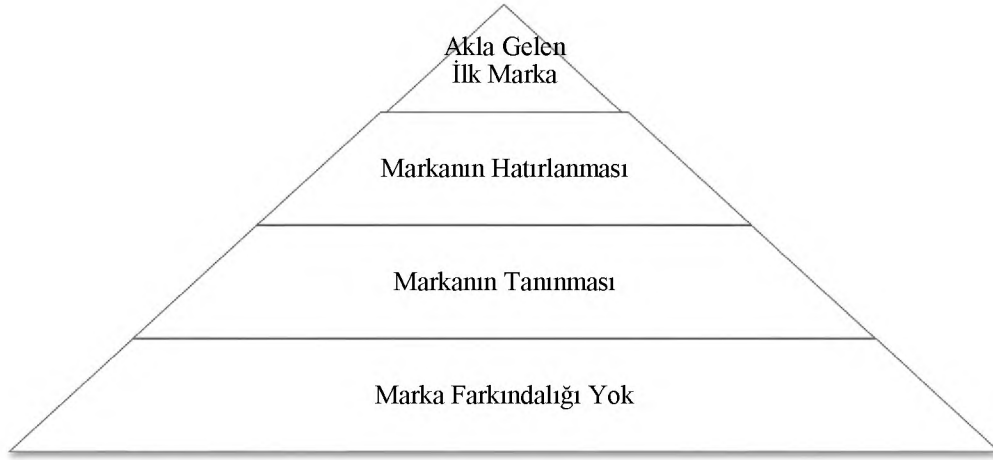 Akla Gelen
İlk Marka
Markanın Hatırlanması
Markanın Tanınması
Marka Farkındalığı Yok